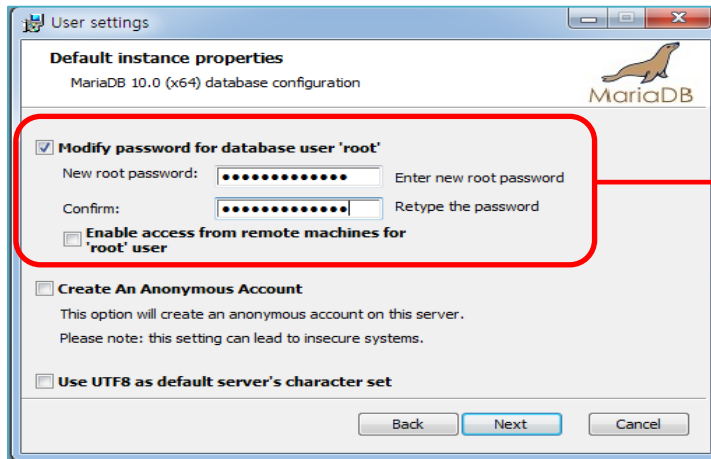 User settings
Default instance properties
MariaDB 10.0 (x64) database configuration
MariaDB
Modify password for database user 'root'
New root password: ●●●●●●●●●●●●● Enter new root password
Confirm: ●●●●●●●●●●●●● Retype the password
Enable access from remote machines for
'root' user
Create An Anonymous Account
This option will create an anonymous account on this server.
Please note: this setting can lead to insecure systems.
Use UTF8 as default server's character set
Back Next Cancel